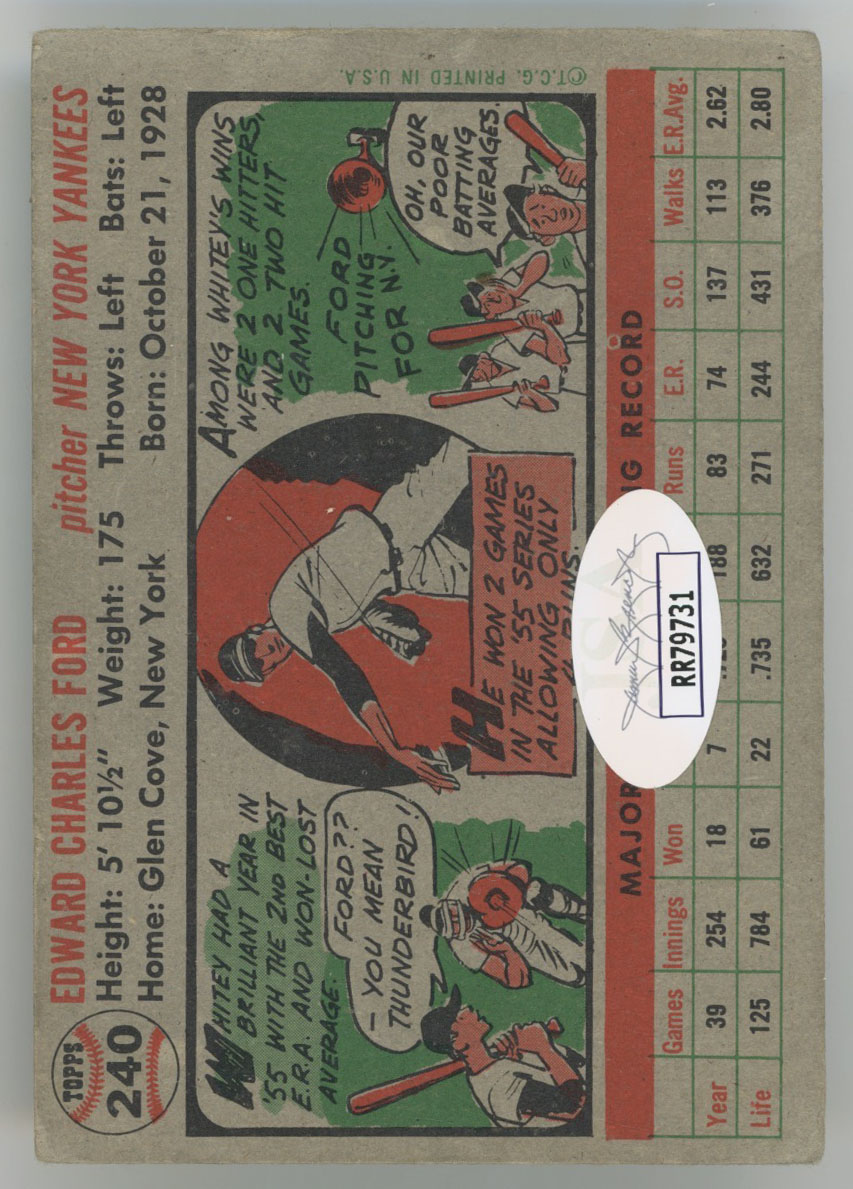 TOPPS
240
EDWARD CHARLES FORD pitcher NEW YORK YANKEES
Height: 5' 10½" Weight: 175 Throws: Left Bats: Left
Home: Glen Cove, New York Born: October 21, 1928
WHITEY HAD A
BRILLIANT YEAR IN
'55 WITH THE 2ND BEST
E.R.A. AND WON-LOST
AVERAGE.
FORD??
- YOU MEAN
THUNDERBIRD!
HE WON 2 GAMES
IN THE '55 SERIES
ALLOWING ONLY
RUNS.
AMONG WHITEY'S WINS
WERE 2 ONE HITTERS,
AND 2 TWO HIT
GAMES.
FORD
PITCHING
FOR N.Y.
OH, OUR
POOR
BATTING
AVERAGES.
©T.C.G. PRINTED IN U.S.A.
MAJOR NG RECORD
Games Innings Won Runs E.R. S.O. Walks E.R.Avg.
Year 39 254 18 7 188 83 74 137 113 2.62
Life 125 784 61 22 .735 632 271 244 431 376 2.80
RR79731